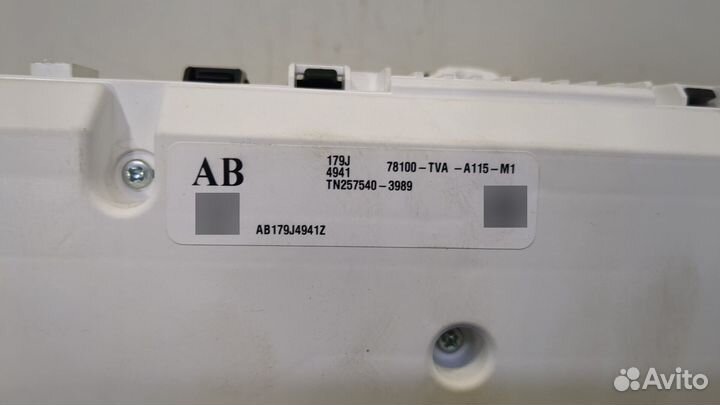 AB
179J
4941 78100-TVA -A115-M1
TN257540-3989
AB179J4941Z
Avito